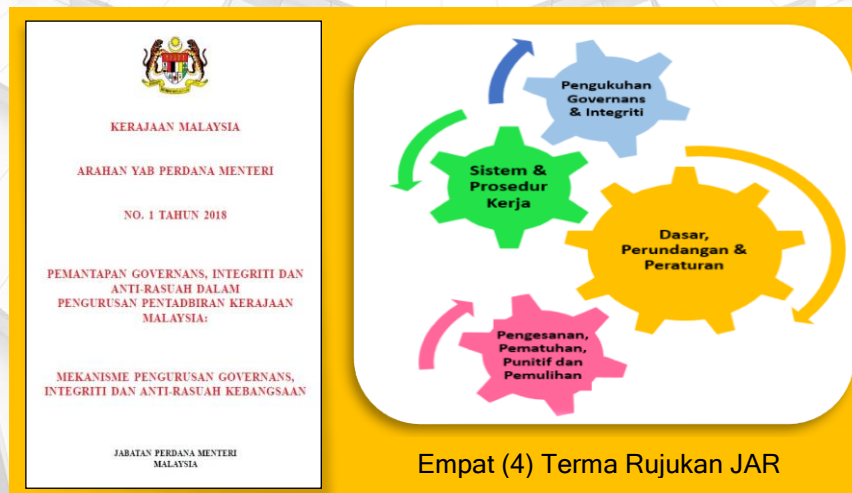 KERAJAAN MALAYSIA
ARAHAN YAB PERDANA MENTERI
NO. 1 TAHUN 2018
PEMANTAPAN GOVERNANS, INTEGRITI DAN
ANTI-RASUAH DALAM
PENGURUSAN PENTADBIRAN KERAJAAN
MALAYSIA:
MEKANISME PENGURUSAN GOVERNANS,
INTEGRITI DAN ANTI-RASUAH KEBANGSAAN
JABATAN PERDANA MENTERI
MALAYSIA
Pengukuhan
Governans
& Integriti
Sistem &
Prosedur
Kerja
Dasar,
Perundangan &
Peraturan
Pengesanan,
Pematuhan,
Punitif dan
Pemulihan
Empat (4) Terma Rujukan JAR